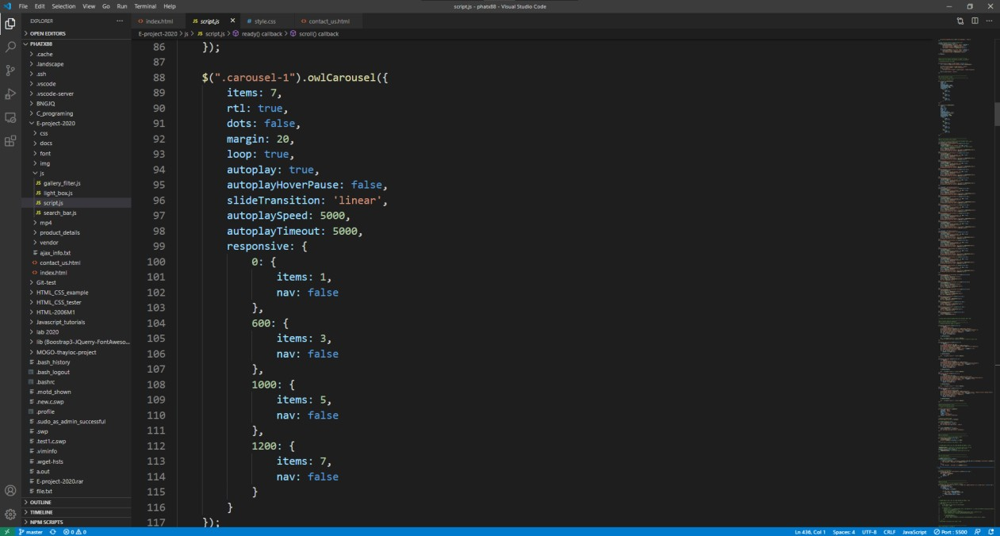 File Edit Selection View Go Run Terminal Help
script.js - phatx88 - Visual Studio Code
EXPLORER
index.html
JS script.js
# style.css
contact_us.html
E-project-2020 > js > JS script.js > ready() callback > scroll() callback
> OPEN EDITORS
PHATX88
> .cache
> .landscape
> .ssh
> .vscode
> .vscode-server
> BNGJQ
> C_programing
E-project-2020
> css
> docs
> font
> img
js
JS gallery_filter.js
JS light_box.js
JS script.js
JS search_bar.js
> mp4
> product_details
> vendor
ajax_info.txt
contact_us.html
index.html
> Git-test
> HTML_CSS_example
> HTML_CSS_tester
> HTML-2006M1
> Javascript_tutorials
> lab 2020
> lib (Boostrap3-JQuerry-FontAweso...
> MOGO-thayloc-project
.bash_history
.bash_logout
.bashrc
.motd_shown
.new.c.swp
.profile
.sudo_as_admin_successful
.swp
.test1.c.swp
.viminfo
.wget-hsts
a.out
E-project-2020.rar
file.txt
> OUTLINE
> TIMELINE
> NPM SCRIPTS
86 });
87
88 $(".carousel-1").owlCarousel({
89 items: 7,
90 rtl: true,
91 dots: false,
92 margin: 20,
93 loop: true,
94 autoplay: true,
95 autoplayHoverPause: false,
96 slideTransition: 'linear',
97 autoplaySpeed: 5000,
98 autoplayTimeout: 5000,
99 responsive: {
100 0: {
101 items: 1,
102 nav: false
103 },
104 600: {
105 items: 3,
106 nav: false
107 },
108 1000: {
109 items: 5,
110 nav: false
111 },
112 1200: {
113 items: 7,
114 nav: false
115 }
116 }
117 });
master
0 0
Ln 436, Col 1 Spaces: 4 UTF-8 CRLF JavaScript Port : 5500